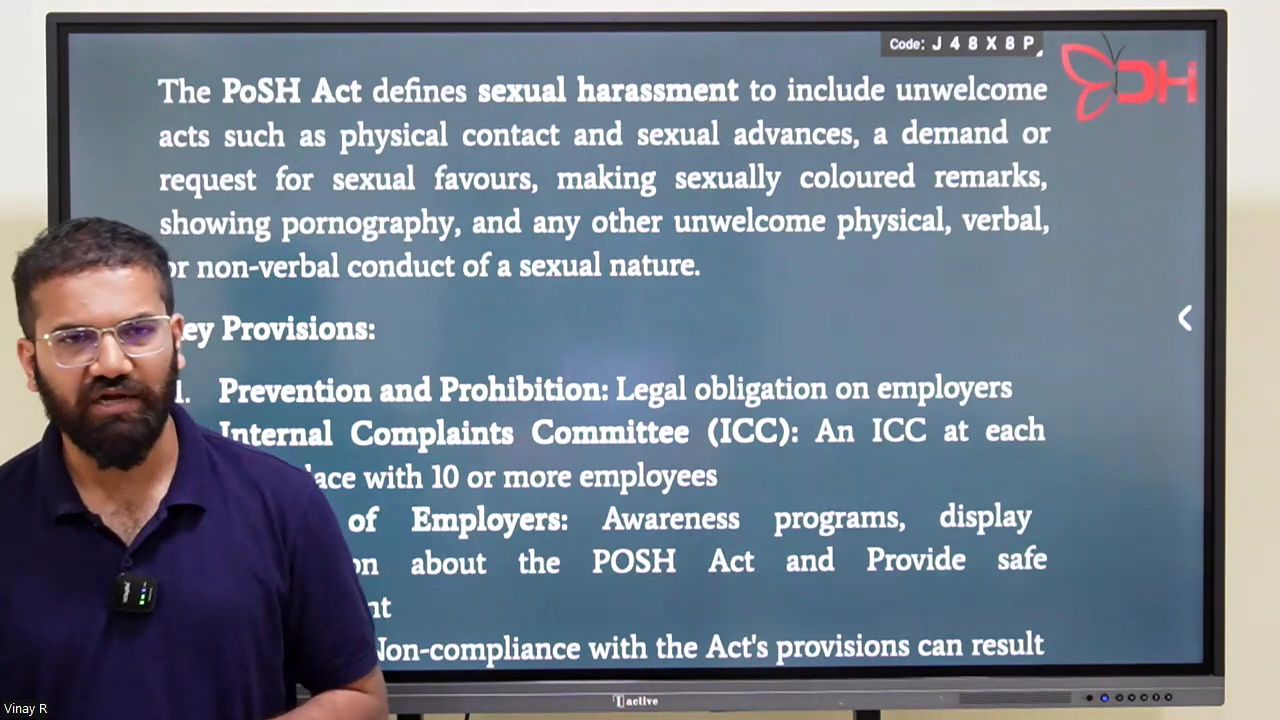 Code: J 4 8 X 8 P
DH
The PoSH Act defines sexual harassment to include unwelcome
acts such as physical contact and sexual advances, a demand or
request for sexual favours, making sexually coloured remarks,
showing pornography, and any other unwelcome physical, verbal,
or non-verbal conduct of a sexual nature.
ey Provisions:
1. Prevention and Prohibition: Legal obligation on employers
Internal Complaints Committee (ICC): An ICC at each
lace with 10 or more employees
of Employers: Awareness programs, display
on about the POSH Act and Provide safe
nt
Non-compliance with the Act's provisions can result
Tactive
Vinay R